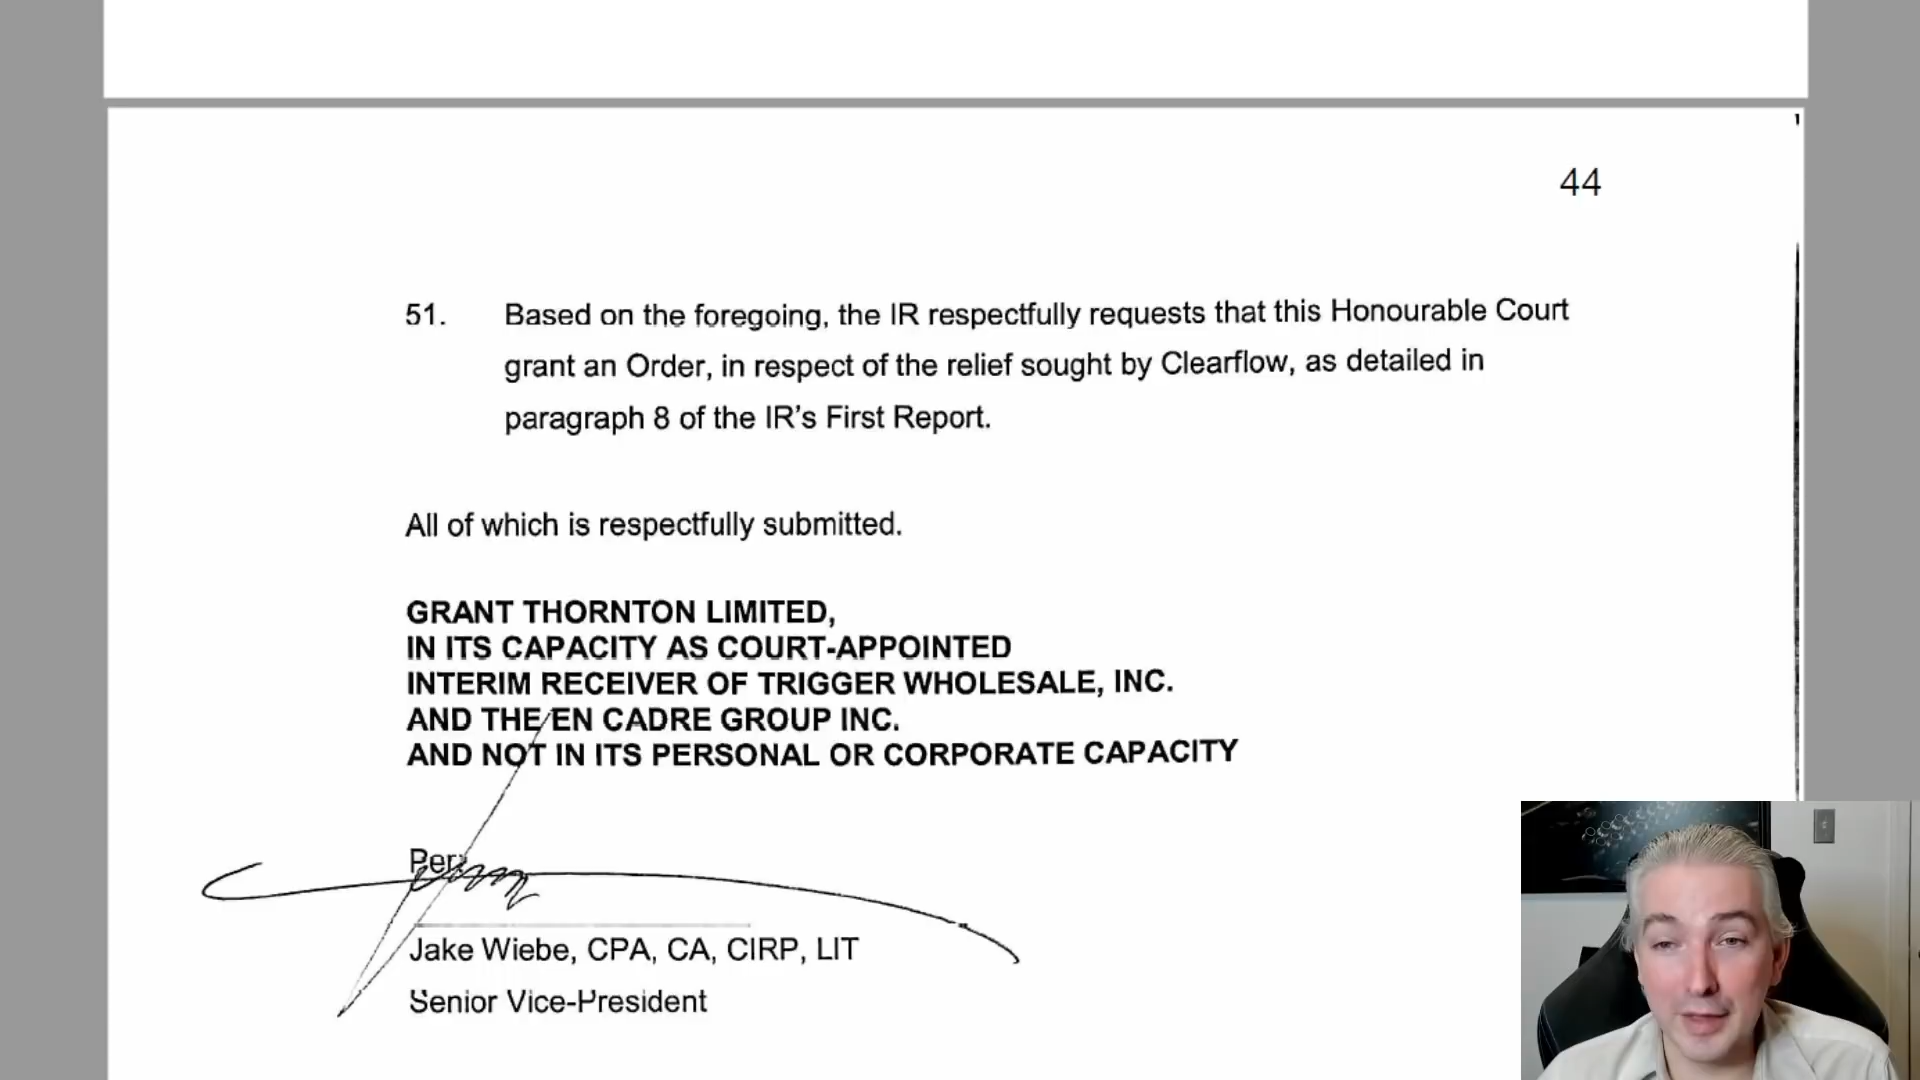 44
51. Based on the foregoing, the IR respectfully requests that this Honourable Court
grant an Order, in respect of the relief sought by Clearflow, as detailed in
paragraph 8 of the IR's First Report.
All of which is respectfully submitted.
GRANT THORNTON LIMITED,
IN ITS CAPACITY AS COURT-APPOINTED
INTERIM RECEIVER OF TRIGGER WHOLESALE, INC.
AND THE EN CADRE GROUP INC.
AND NOT IN ITS PERSONAL OR CORPORATE CAPACITY
Per:
Jake Wiebe, CPA, CA, CIRP, LIT
Senior Vice-President